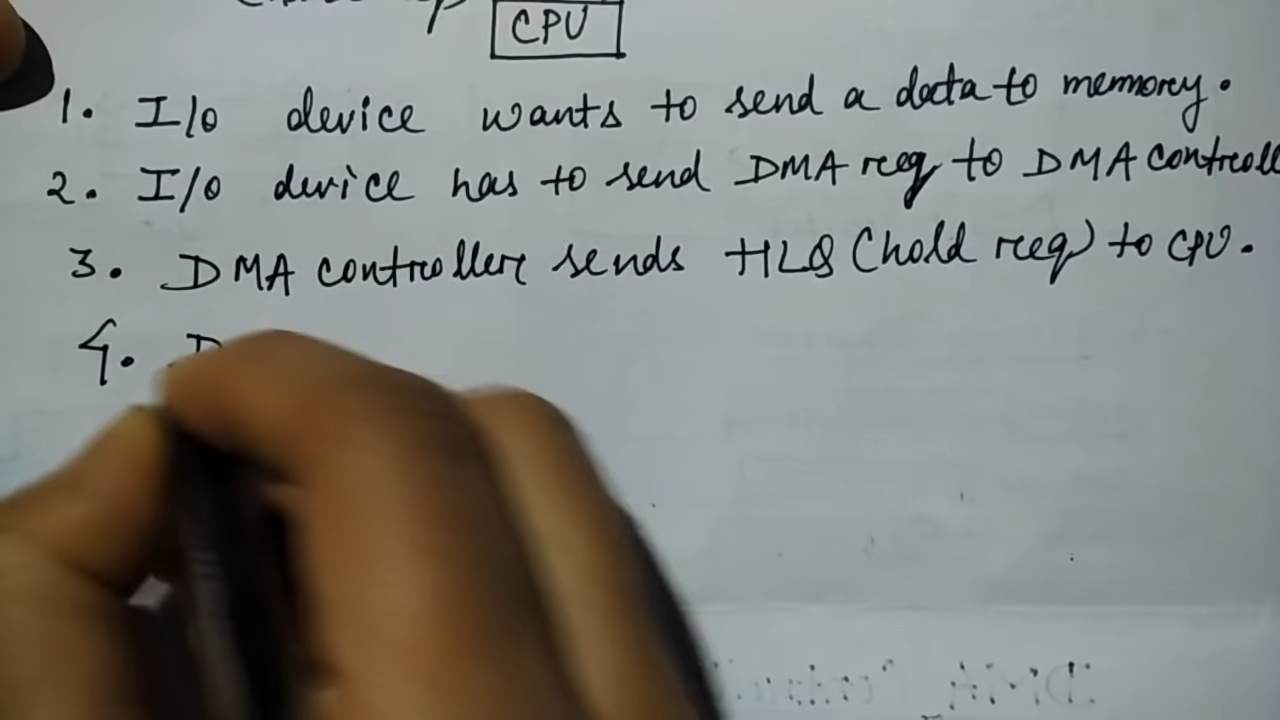 CPU
1. I/O device wants to send a data to memory.
2. I/O device has to send DMA req to DMA controll
3. DMA controller sends HLQ (hold req) to CPU.
4. D